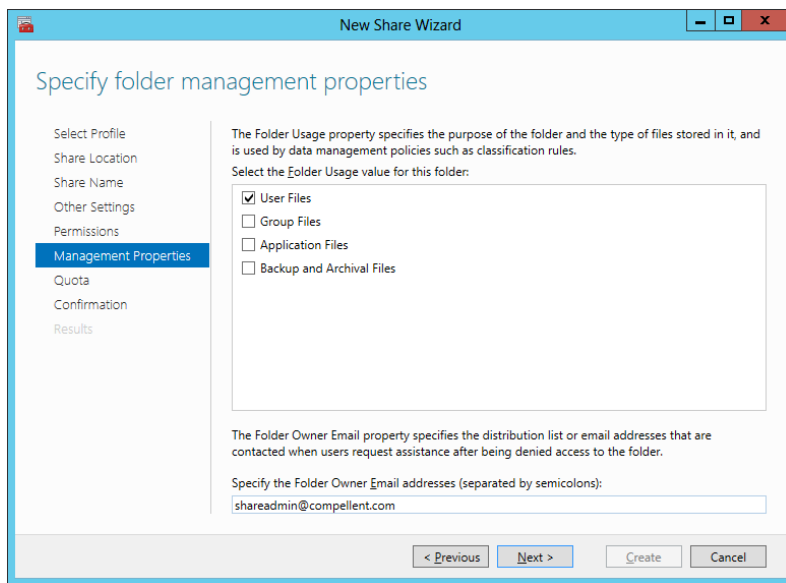 New Share Wizard
Specify folder management properties
Select Profile
Share Location
Share Name
Other Settings
Permissions
Management Properties
Quota
Confirmation
Results
The Folder Usage property specifies the purpose of the folder and the type of files stored in it, and
is used by data management policies such as classification rules.
Select the Folder Usage value for this folder:
User Files
Group Files
Application Files
Backup and Archival Files
The Folder Owner Email property specifies the distribution list or email addresses that are
contacted when users request assistance after being denied access to the folder.
Specify the Folder Owner Email addresses (separated by semicolons):
shareadmin@compellent.com
< Previous
Next >
Create
Cancel